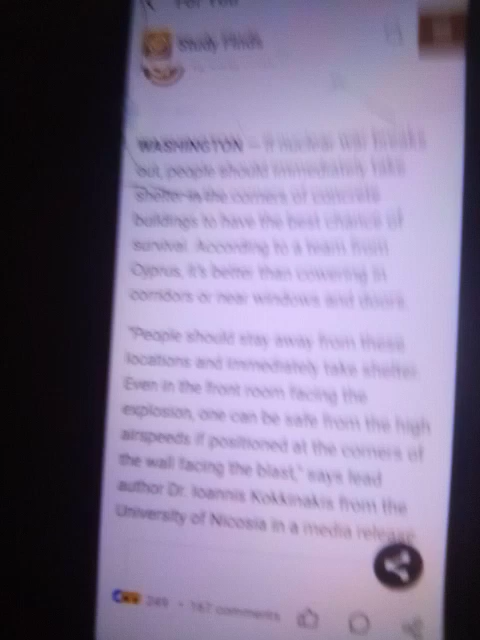 For You
Study Finds
WASHINGTON — If nuclear war breaks
out, people should immediately take
shelter in the corners of concrete
buildings to have the best chance of
survival. According to a team from
Cyprus, it's better than cowering in
corridors or near windows and doors.
"People should stay away from these
locations and immediately take shelter.
Even in the front room facing the
explosion, one can be safe from the high
airspeeds if positioned at the corners of
the wall facing the blast," says lead
author Dr. Ioannis Kokkinakis from the
University of Nicosia in a media release
249 • 167 comments